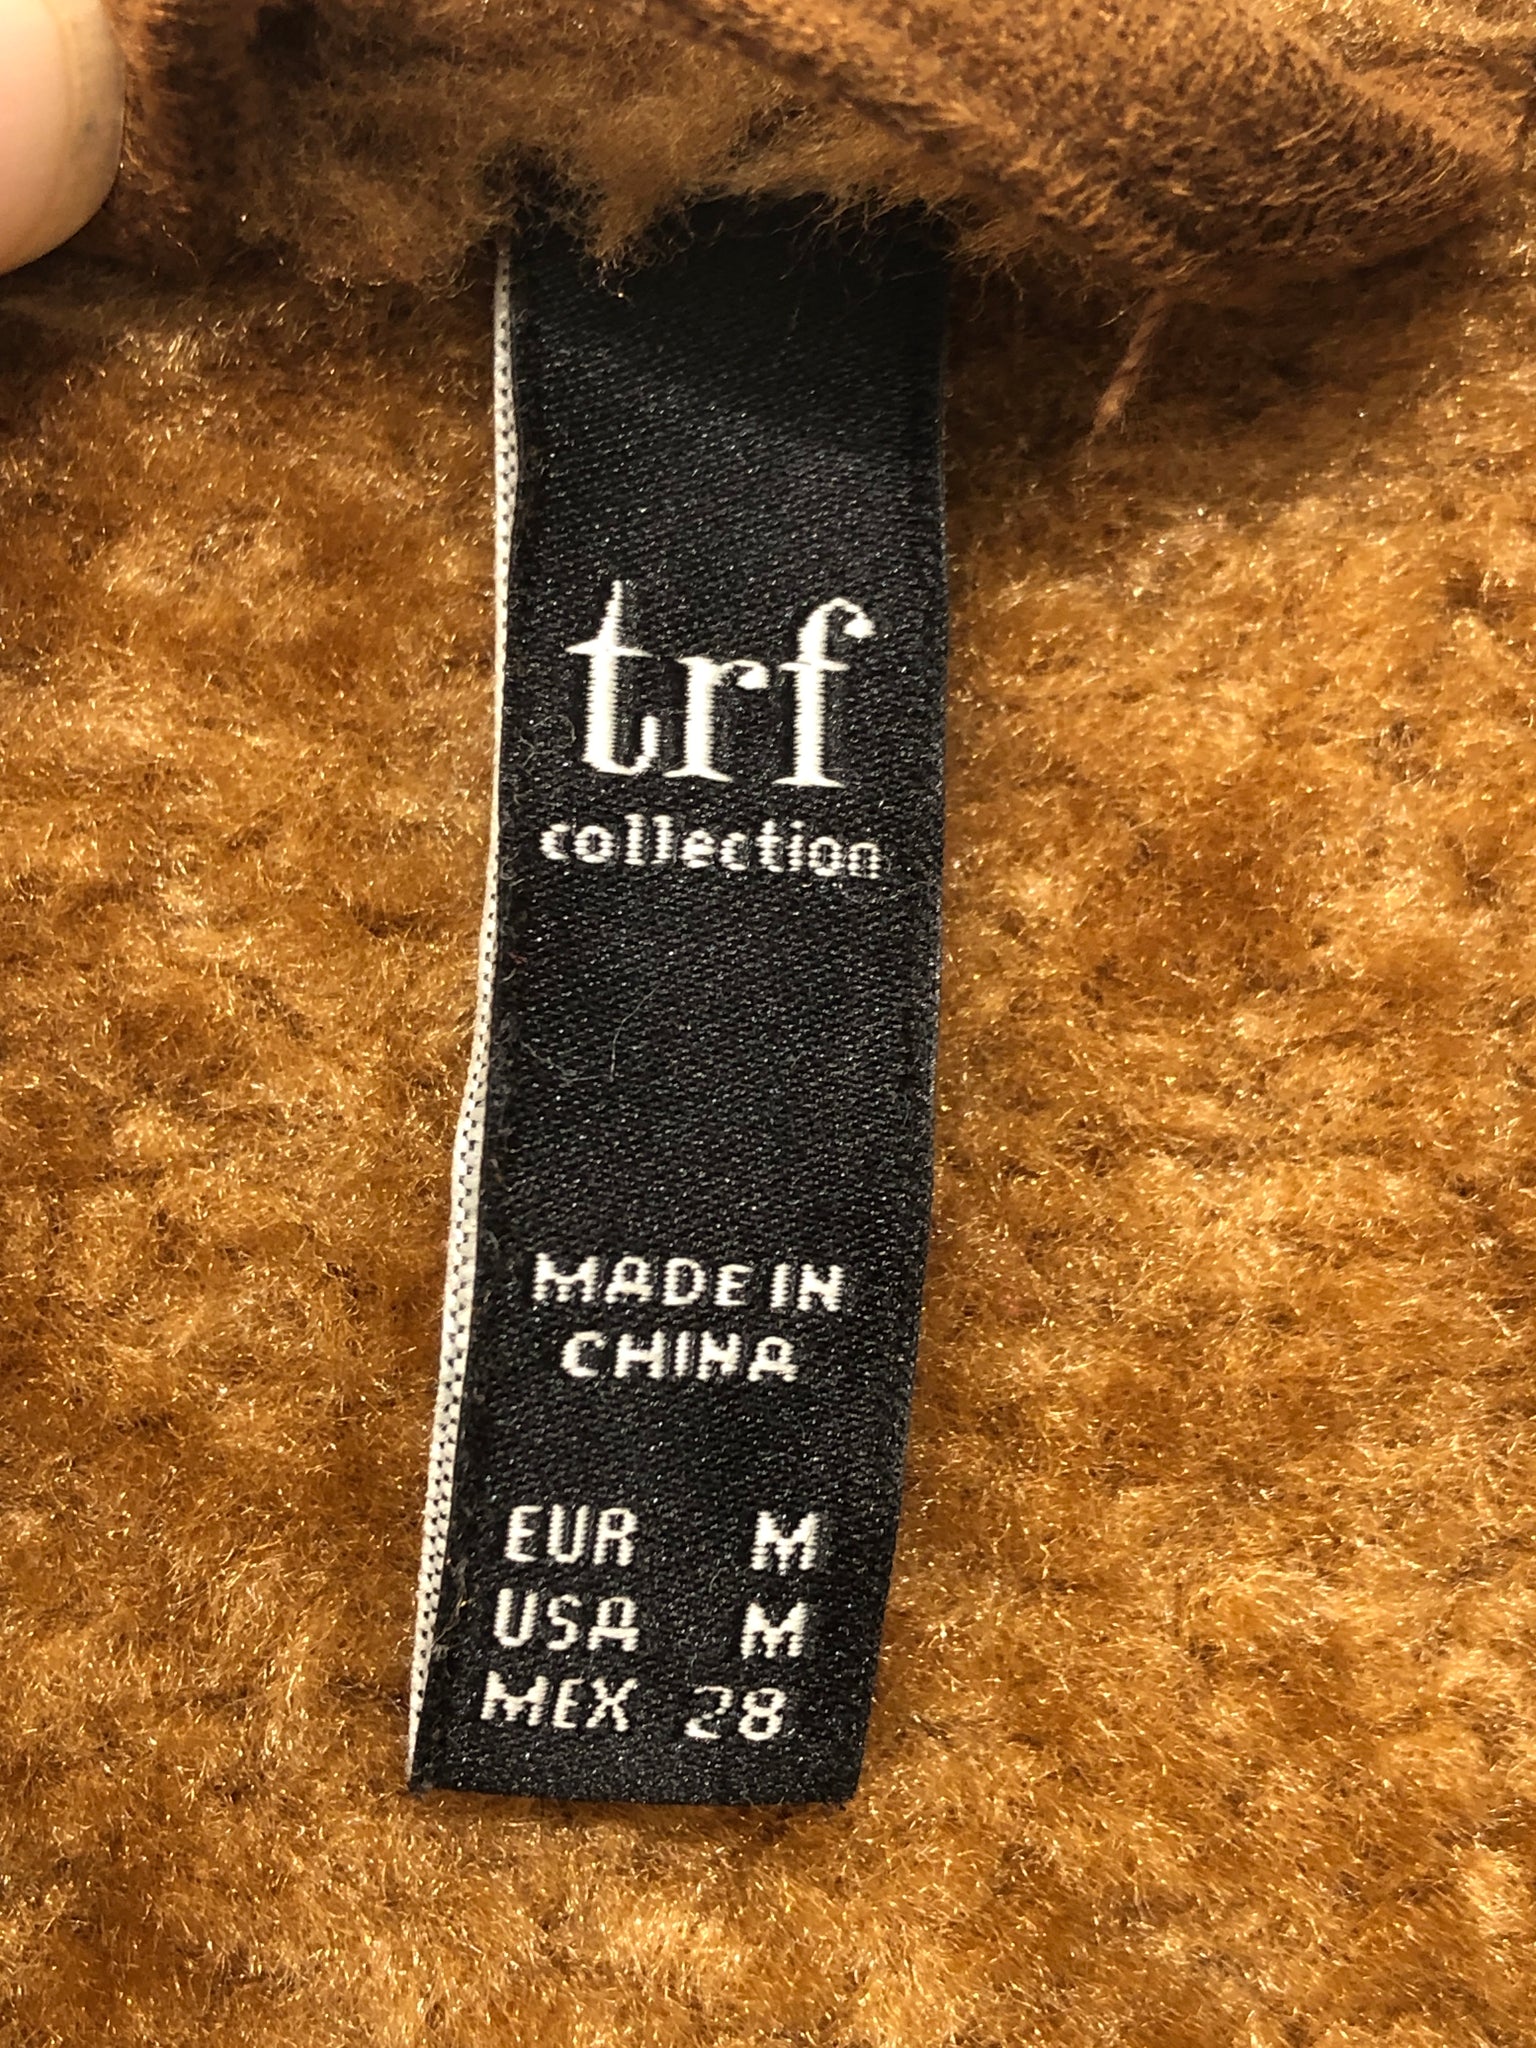 trf
collection
MADE IN
CHINA
EUR M
USA M
MEX 28